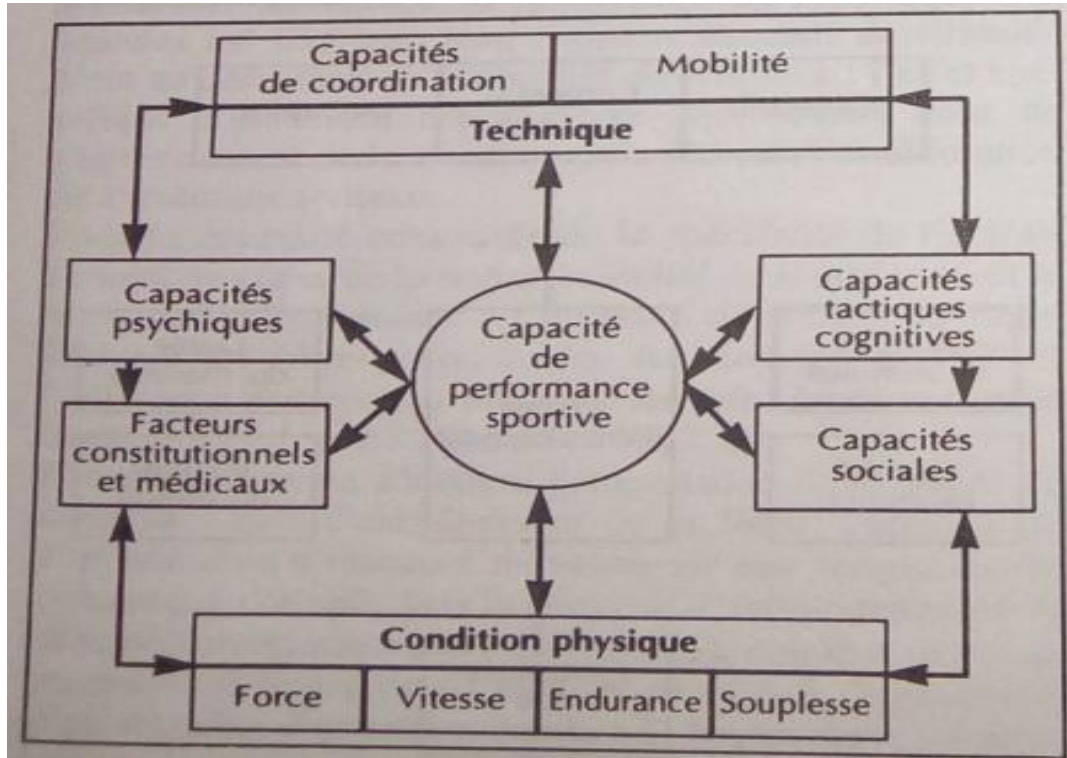 Capacités
de coordination
Mobilité
Technique
Capacités
psychiques
Capacité
de
performance
sportive
Capacités
tactiques
cognitives
Facteurs
constitutionnels
et médicaux
Capacités
sociales
Condition physique
Force
Vitesse
Endurance
Souplesse